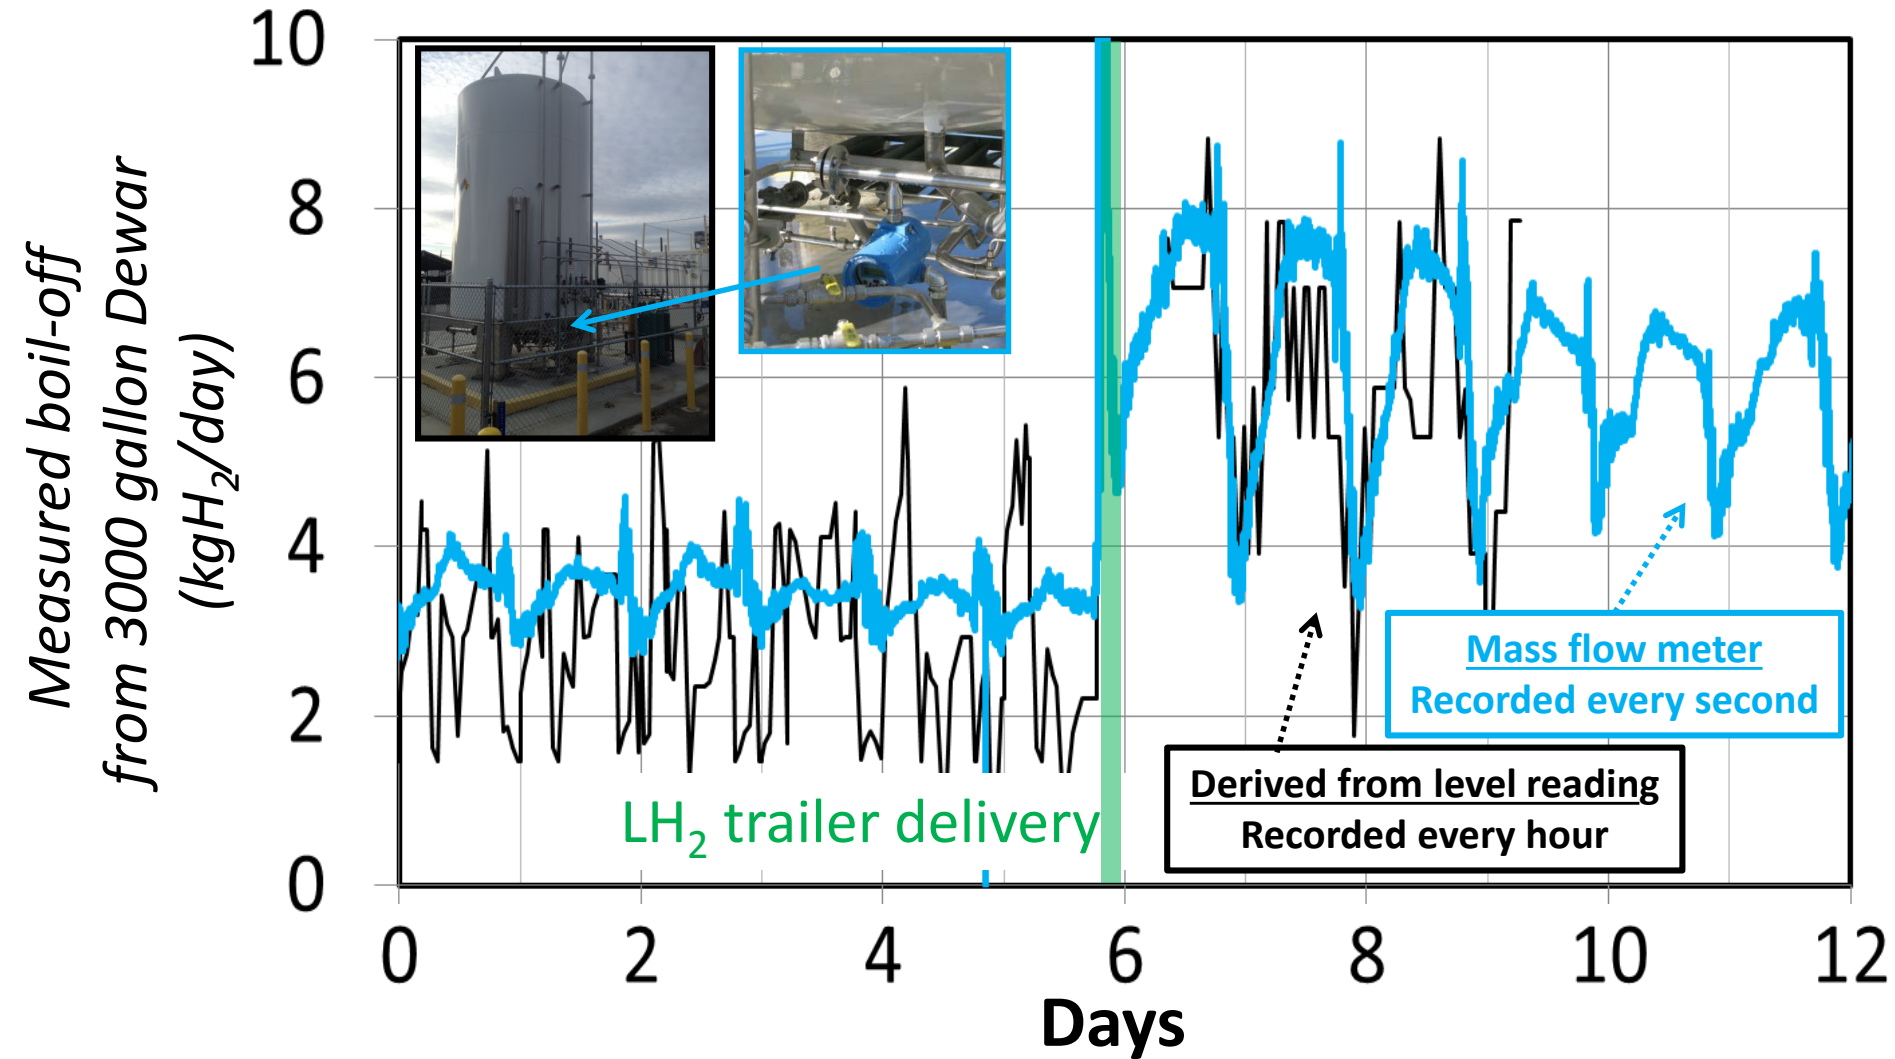 Measured boil-off
from 3000 gallon Dewar
(kgH2/day)
10
8
6
4
2
0
LH2 trailer delivery
Mass flow meter
Recorded every second
Derived from level reading
Recorded every hour
0 2 4 6 8 10 12
Days